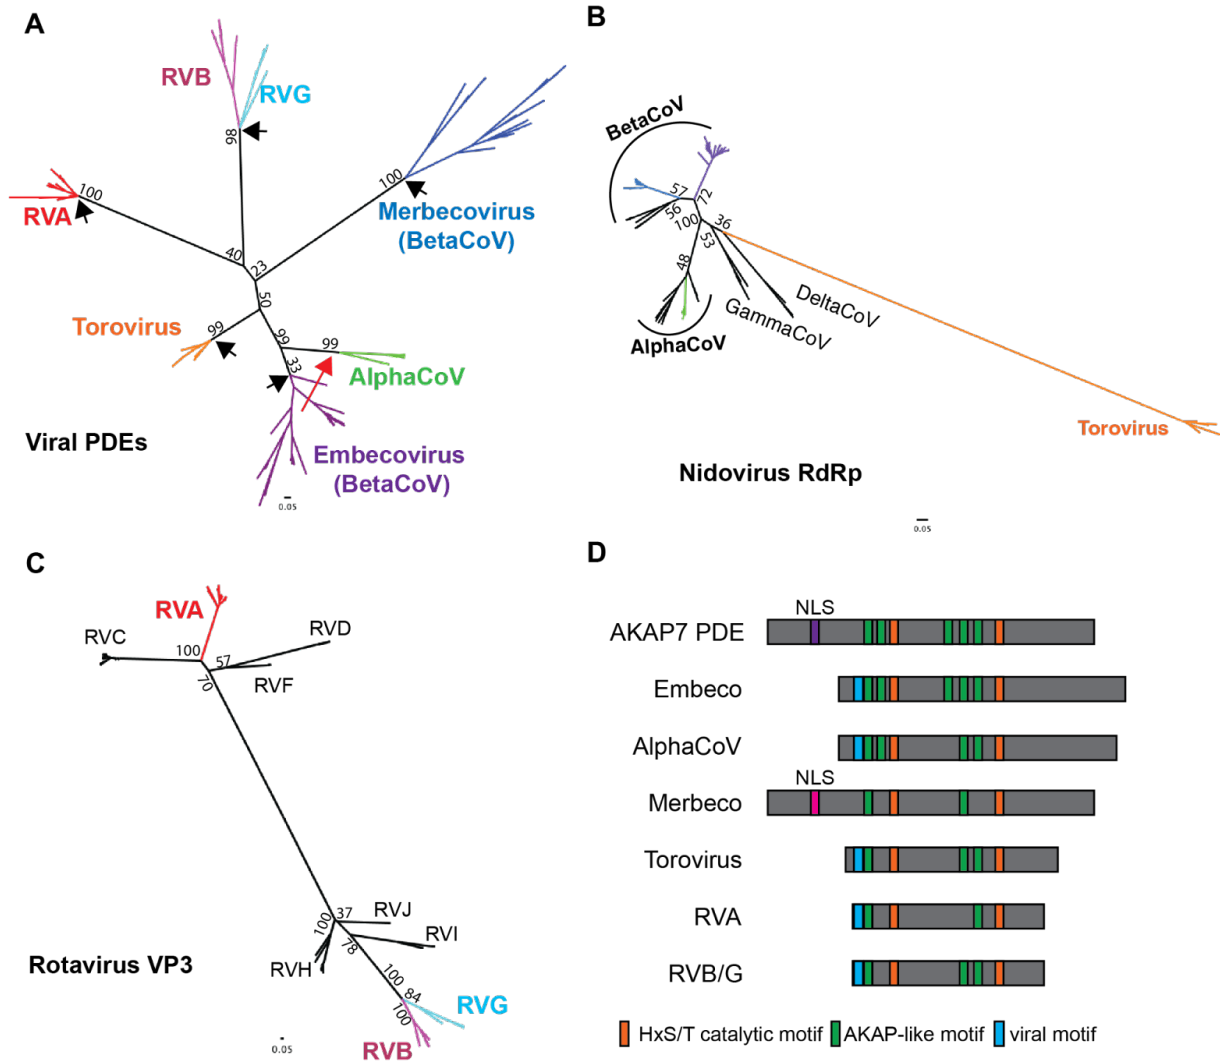 A
RVB
RVG
98
100
RVA
100
Merbecovirus
(BetaCoV)
40
23
50
Torovirus
99
99
99
33
AlphaCoV
Viral PDEs
Embecovirus
(BetaCoV)
0.05
B
BetaCoV
57
72
56
100
36
53
48
DeltaCoV
GammaCoV
AlphaCoV
Torovirus
Nidovirus RdRp
0.05
C
RVA
RVC
100
57
RVD
RVF
70
37
RVJ
100
RVI
78
RVH
Rotavirus VP3
100
84
RVG
100
RVB
0.05
D
NLS
AKAP7 PDE
Embeco
AlphaCoV
NLS
Merbeco
Torovirus
RVA
RVB/G
HxS/T catalytic motif AKAP-like motif viral motif